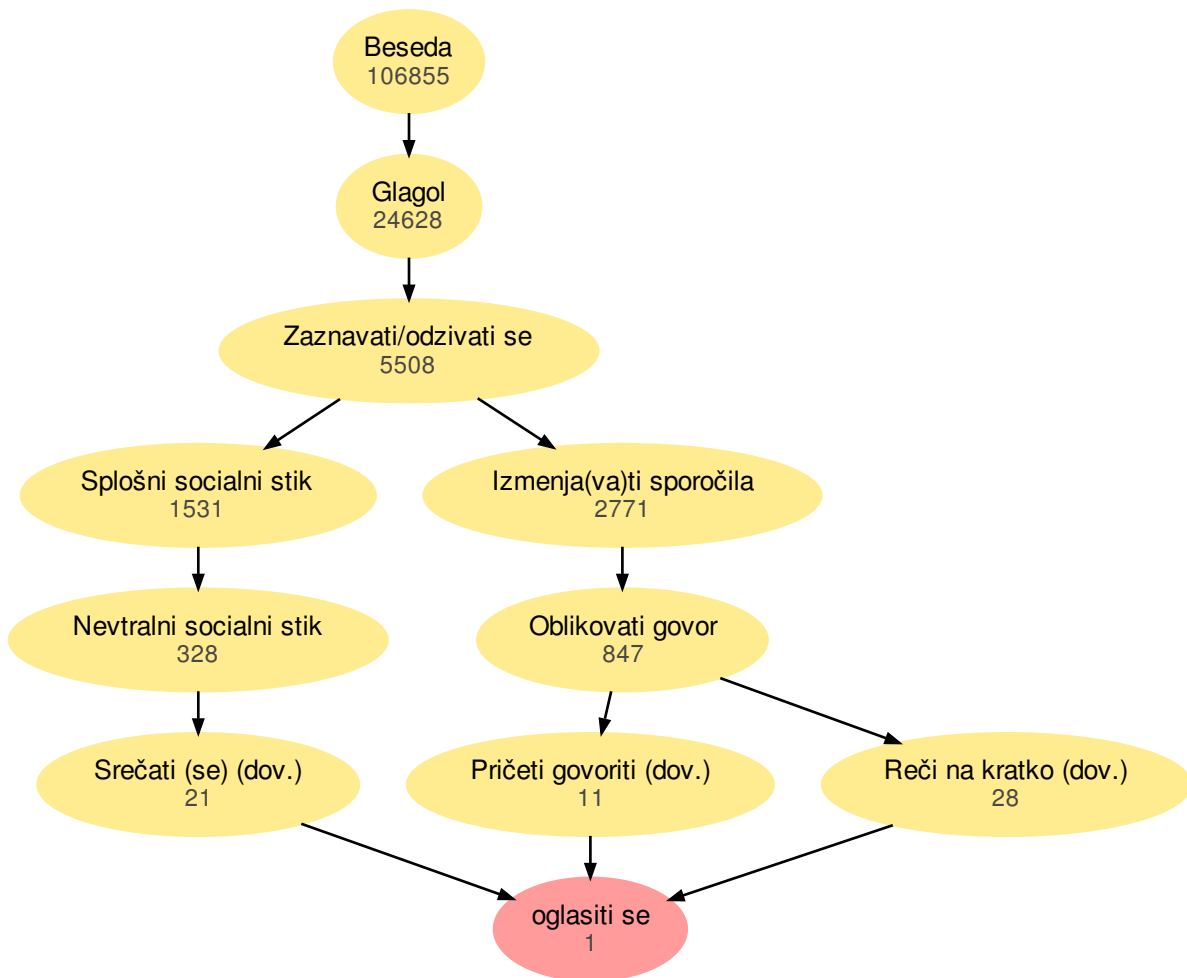 Beseda
106855
Glagol
24628
Zaznavati/odzivati se
5508
Splošni socialni stik
1531
Izmenja(va)ti sporočila
2771
Nevtralni socialni stik
328
Oblikovati govor
847
Srečati (se) (dov.)
21
Pričeti govoriti (dov.)
11
Reči na kratko (dov.)
28
oglasiti se
1